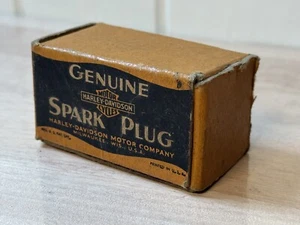 GENUINE
HARLEY-DAVIDSON
SPARK PLUG
HARLEY-DAVIDSON MOTOR COMPANY
MILWAUKEE, WIS., U.S.A.